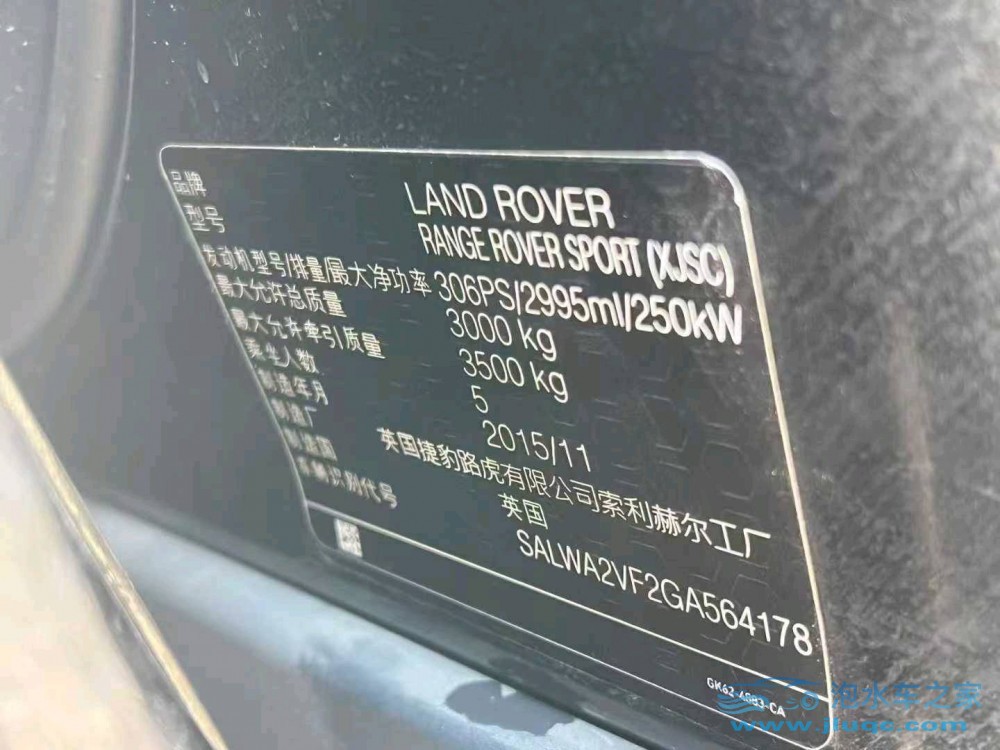 品牌 LAND ROVER
型号 RANGE ROVER SPORT (XJSC)
发动机型号/排量/最大净功率 306PS/2995ml/250kW
最大允许总质量 3000 kg
最大允许牵引质量 3500 kg
乘坐人数 5
制造年月 2015/11
制造厂 英国捷豹路虎有限公司索利赫尔工厂
制造国 英国
车辆识别代号 SALWA2VF2GA564178
GK62-4683-CA
泡水车之家